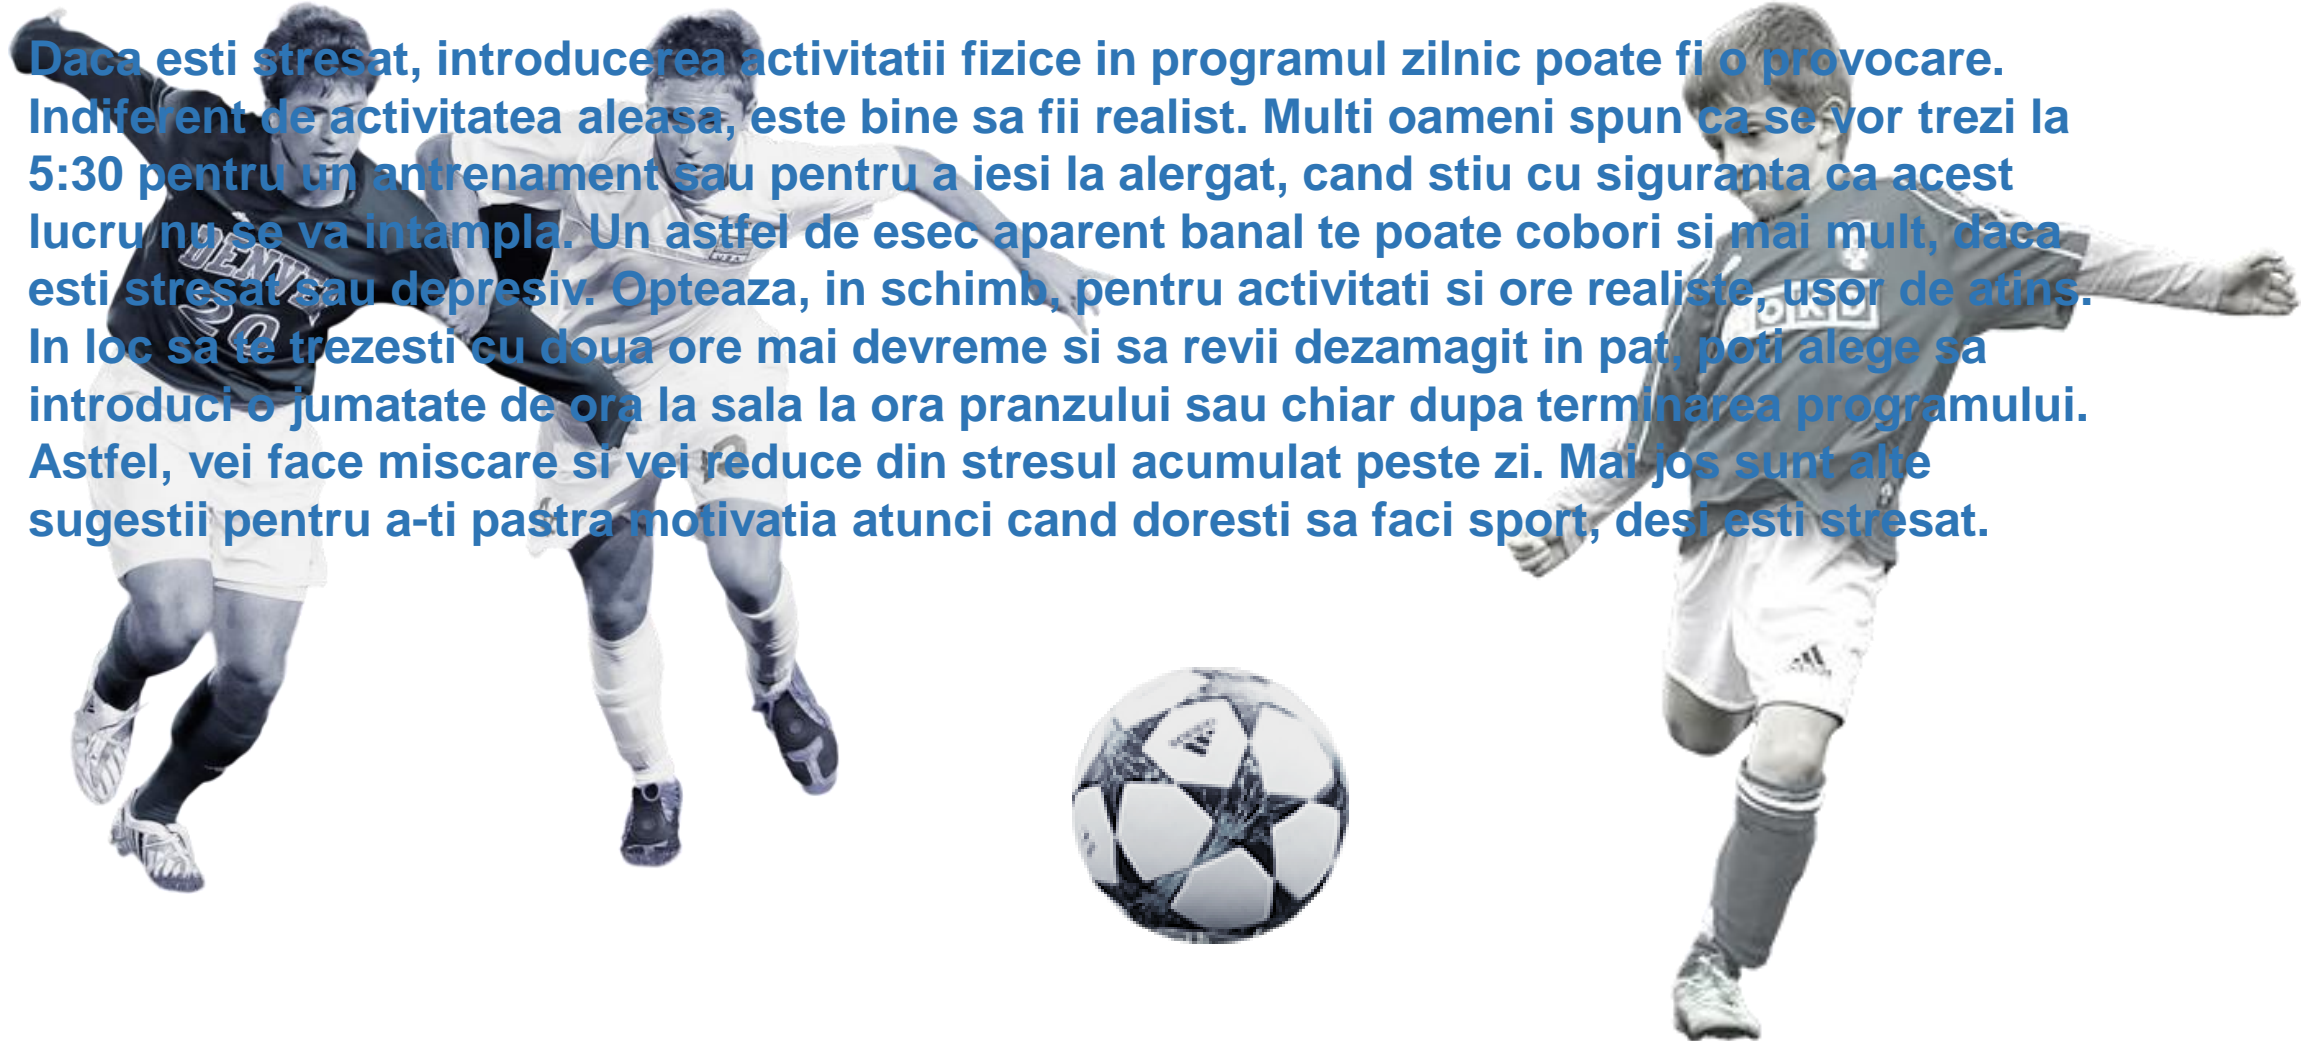 Daca esti stresat, introducerea activitatii fizice in programul zilnic poate fi o provocare.
Indiferent de activitatea aleasa, este bine sa fii realist. Multi oameni spun ca se vor trezi la
5:30 pentru un antrenament sau pentru a iesi la alergat, cand stiu cu siguranta ca acest
lucru nu se va intampla. Un astfel de esec aparent banal te poate cobori si mai mult, daca
esti stresat sau depresiv. Opteaza, in schimb, pentru activitati si ore realiste, usor de atins.
In loc sa te trezesti cu doua ore mai devreme si sa revii dezamagit in pat, poti alege sa
introduci o jumatate de ora la sala la ora pranzului sau chiar dupa terminarea programului.
Astfel, vei face miscare si vei reduce din stresul acumulat peste zi. Mai jos sunt alte
sugestii pentru a-ti pastra motivatia atunci cand doresti sa faci sport, desi esti stresat.
20